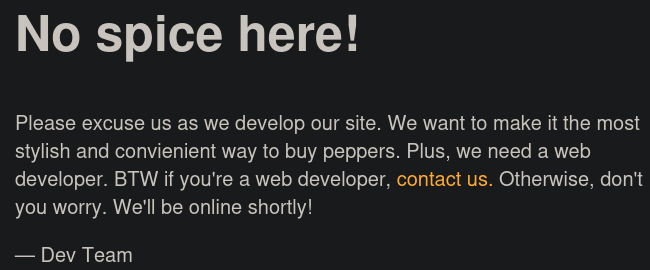 No spice here!
Please excuse us as we develop our site. We want to make it the most
stylish and convienient way to buy peppers. Plus, we need a web
developer. BTW if you're a web developer, contact us. Otherwise, don't
you worry. We'll be online shortly!
— Dev Team